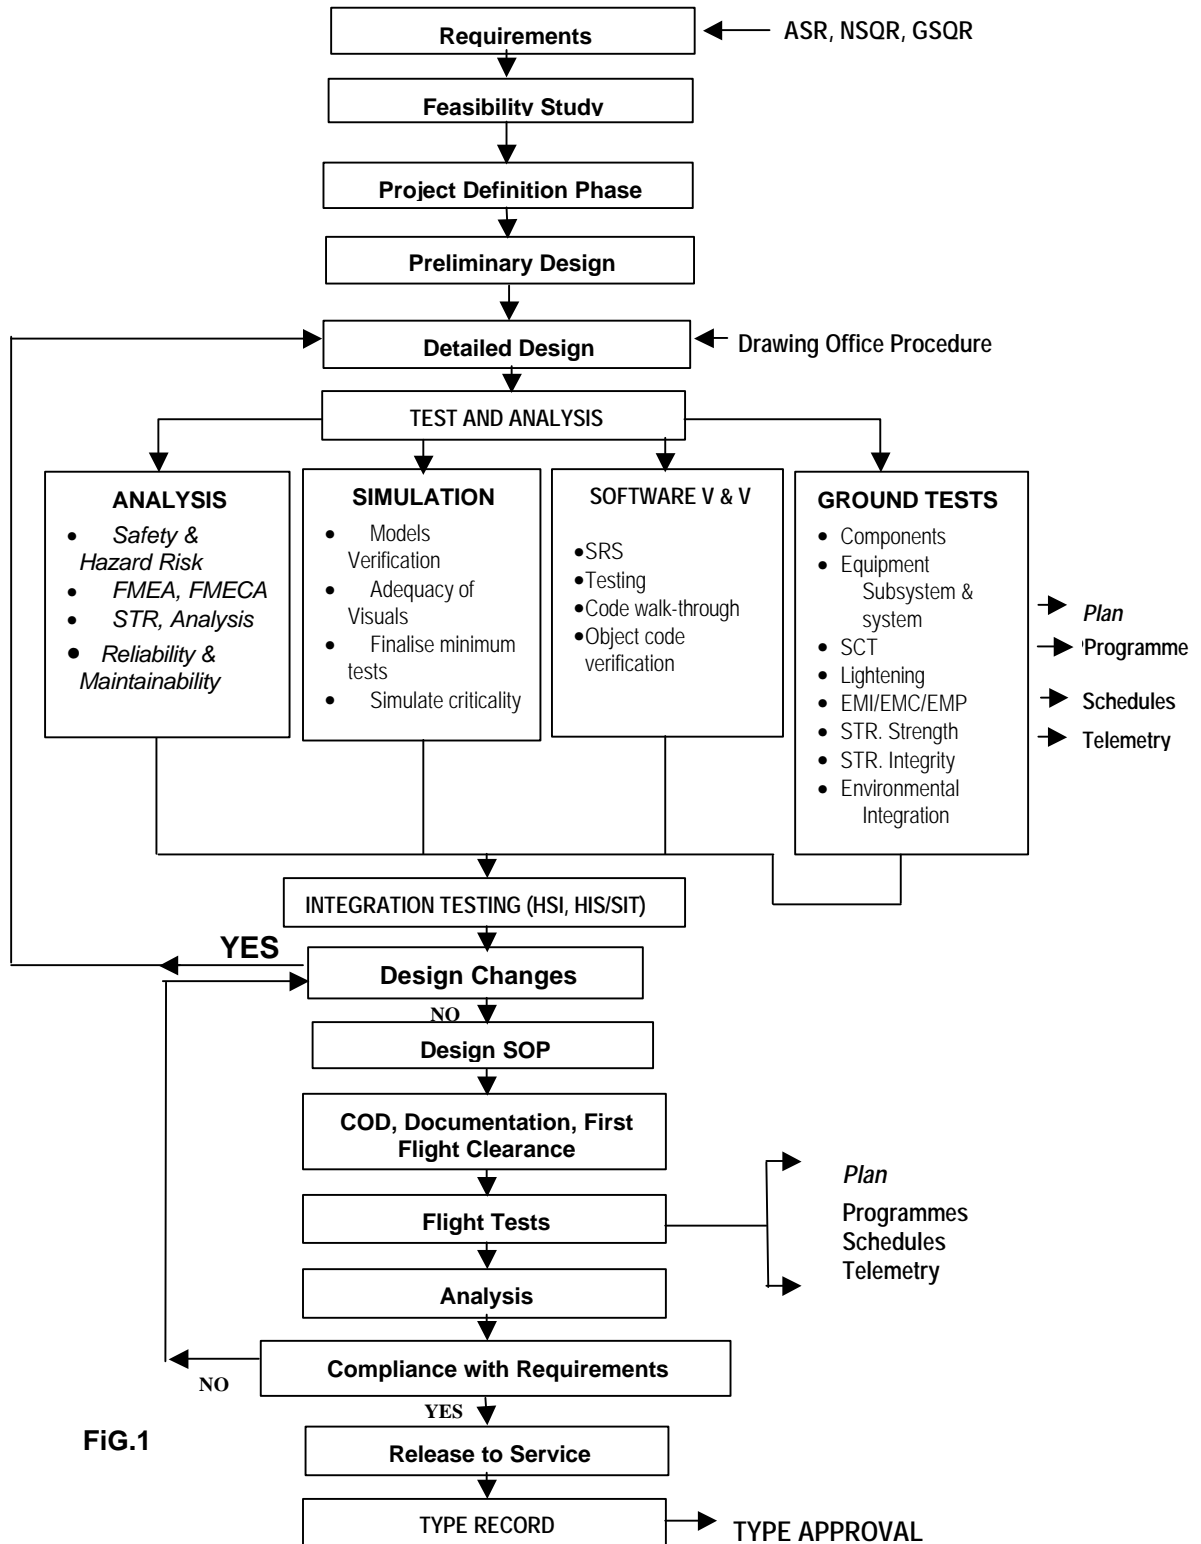 Requirements
ASR, NSQR, GSQR
Feasibility Study
Project Definition Phase
Preliminary Design
Detailed Design
Drawing Office Procedure
TEST AND ANALYSIS
ANALYSIS
• Safety &
Hazard Risk
• FMEA, FMECA
• STR, Analysis
• Reliability &
Maintainability
SIMULATION
• Models
Verification
• Adequacy of
Visuals
• Finalise minimum
tests
• Simulate criticality
SOFTWARE V & V
•SRS
•Testing
•Code walk-through
•Object code
verification
GROUND TESTS
• Components
• Equipment
Subsystem &
system
• SCT
• Lightening
• EMI/EMC/EMP
• STR. Strength
• STR. Integrity
• Environmental
Integration
Plan
Programme
Schedules
Telemetry
INTEGRATION TESTING (HSI, HIS/SIT)
YES
Design Changes
NO
Design SOP
COD, Documentation, First
Flight Clearance
Flight Tests
Plan
Programmes
Schedules
Telemetry
Analysis
Compliance with Requirements
NO
YES
FiG.1
Release to Service
TYPE RECORD
TYPE APPROVAL